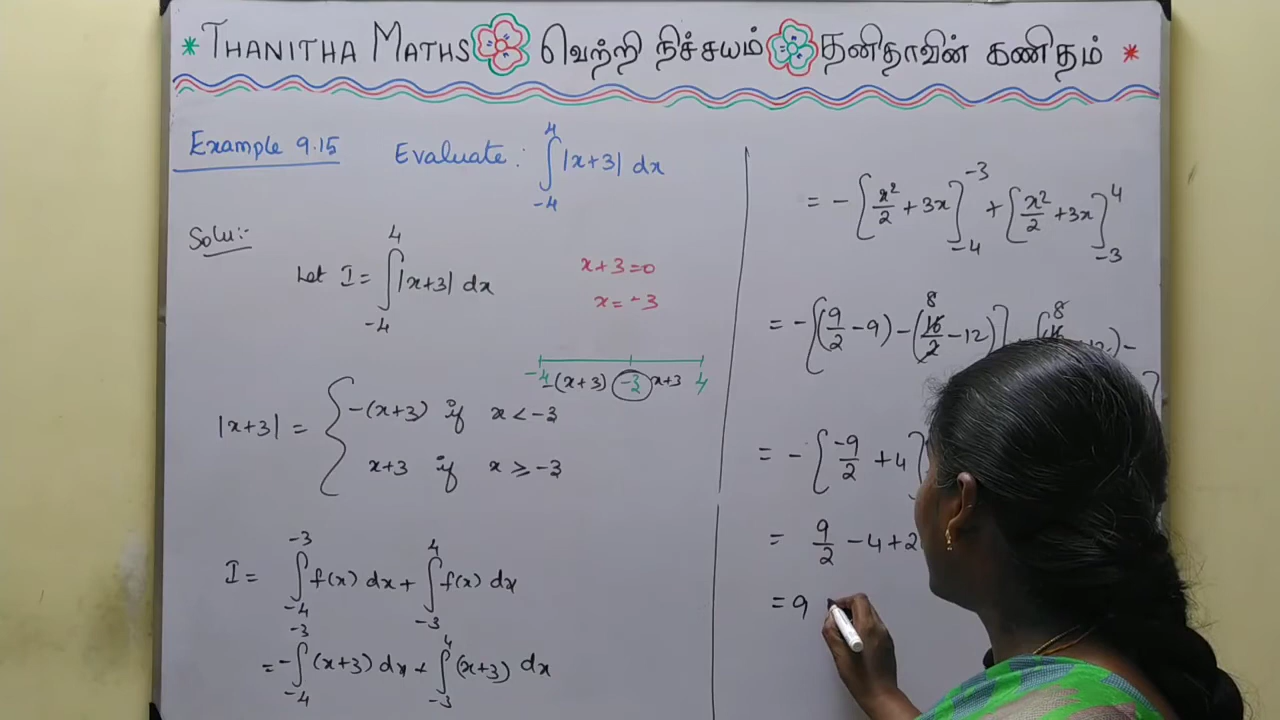 * THANITHA MATHS வெற்றி நிச்சயம் தனிதாவின் கணிதம் *
Example 9.15 Evaluate: ∫_{-4}^{4} |x+3| dx
Solu:-
Let I = ∫_{-4}^{4} |x+3| dx
x+3=0
x=-3
-4 -(x+3) -3 x+3 4
|x+3| = { -(x+3) if x < -3
x+3 if x ≥ -3
I = ∫_{-4}^{-3} f(x) dx + ∫_{-3}^{4} f(x) dx
= -∫_{-4}^{-3} (x+3) dx + ∫_{-3}^{4} (x+3) dx
= -[x²/2 + 3x]_{-4}^{-3} + [x²/2 + 3x]_{-3}^{4}
= -[(9/2 - 9) - (16/2 - 12)] 8 8
= -[-9/2 + 4]
= 9/2 - 4 + 2
= 9